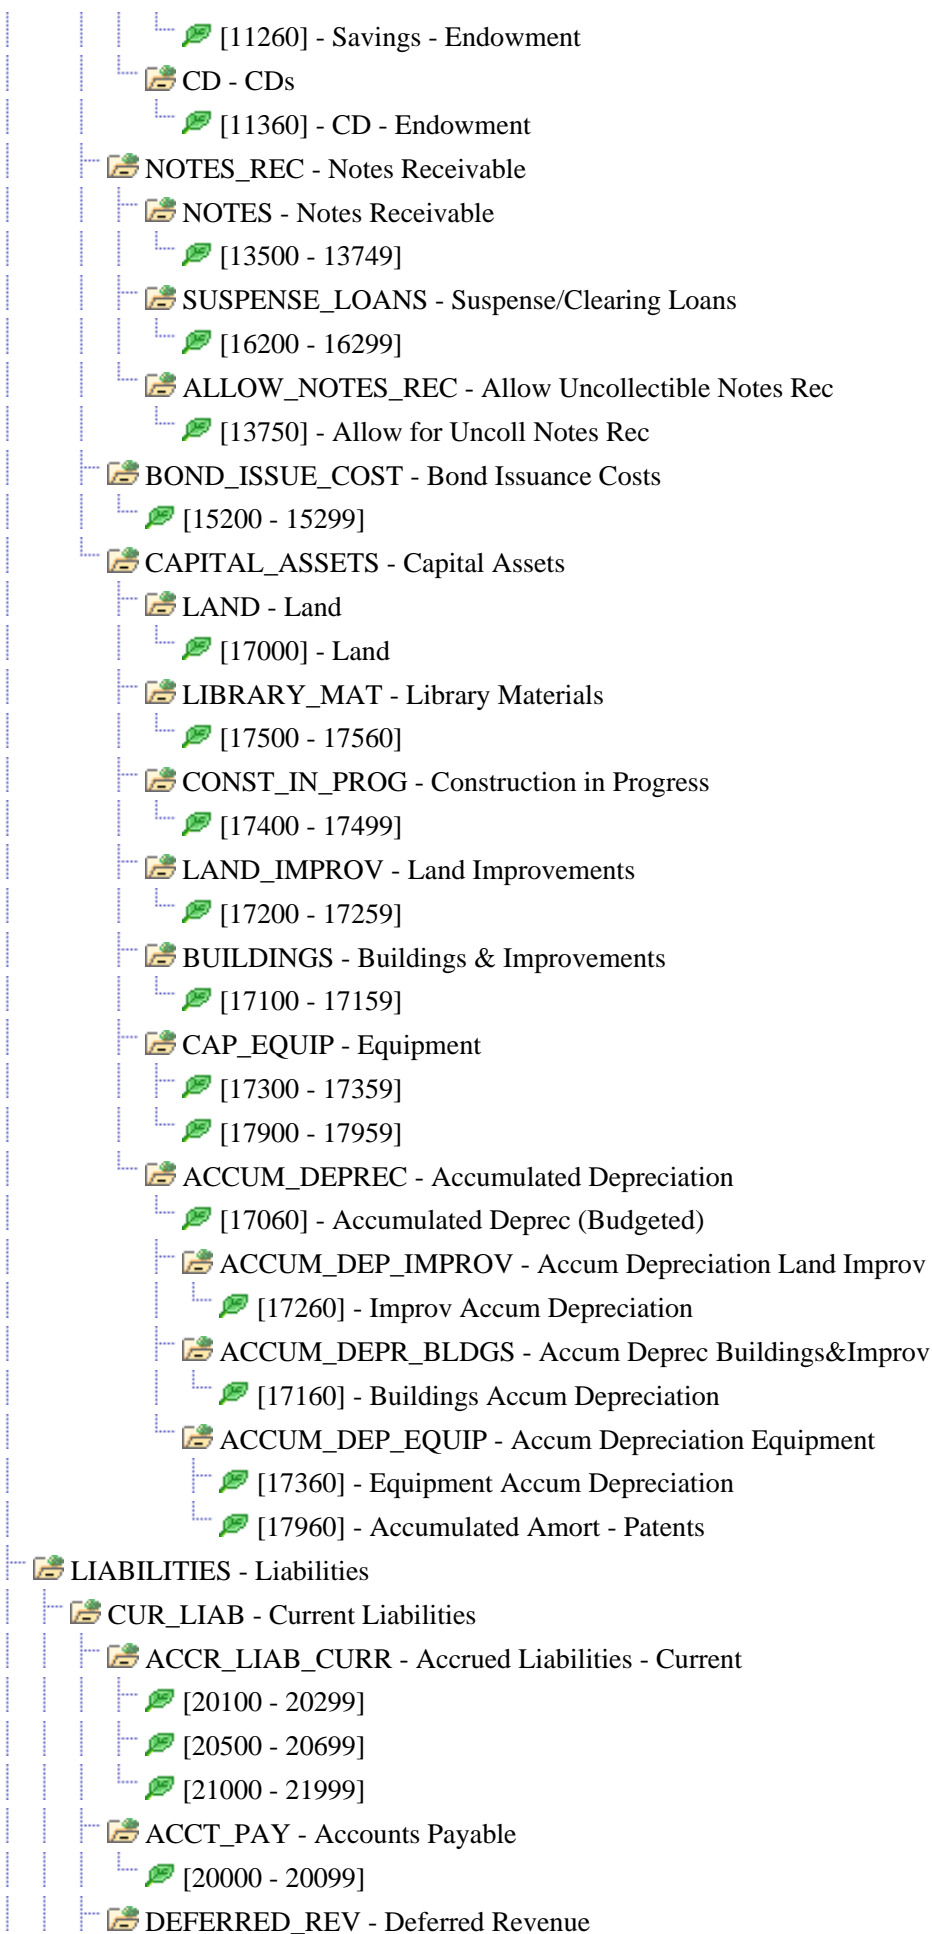 [11260] - Savings - Endowment
CD - CDs
[11360] - CD - Endowment
NOTES_REC - Notes Receivable
NOTES - Notes Receivable
[13500 - 13749]
SUSPENSE_LOANS - Suspense/Clearing Loans
[16200 - 16299]
ALLOW_NOTES_REC - Allow Uncollectible Notes Rec
[13750] - Allow for Uncoll Notes Rec
BOND_ISSUE_COST - Bond Issuance Costs
[15200 - 15299]
CAPITAL_ASSETS - Capital Assets
LAND - Land
[17000] - Land
LIBRARY_MAT - Library Materials
[17500 - 17560]
CONST_IN_PROG - Construction in Progress
[17400 - 17499]
LAND_IMPROV - Land Improvements
[17200 - 17259]
BUILDINGS - Buildings & Improvements
[17100 - 17159]
CAP_EQUIP - Equipment
[17300 - 17359]
[17900 - 17959]
ACCUM_DEPREC - Accumulated Depreciation
[17060] - Accumulated Deprec (Budgeted)
ACCUM_DEP_IMPROV - Accum Depreciation Land Improv
[17260] - Improv Accum Depreciation
ACCUM_DEPR_BLDGS - Accum Deprec Buildings&Improv
[17160] - Buildings Accum Depreciation
ACCUM_DEP_EQUIP - Accum Depreciation Equipment
[17360] - Equipment Accum Depreciation
[17960] - Accumulated Amort - Patents
LIABILITIES - Liabilities
CUR_LIAB - Current Liabilities
ACCR_LIAB_CURR - Accrued Liabilities - Current
[20100 - 20299]
[20500 - 20699]
[21000 - 21999]
ACCT_PAY - Accounts Payable
[20000 - 20099]
DEFERRED_REV - Deferred Revenue